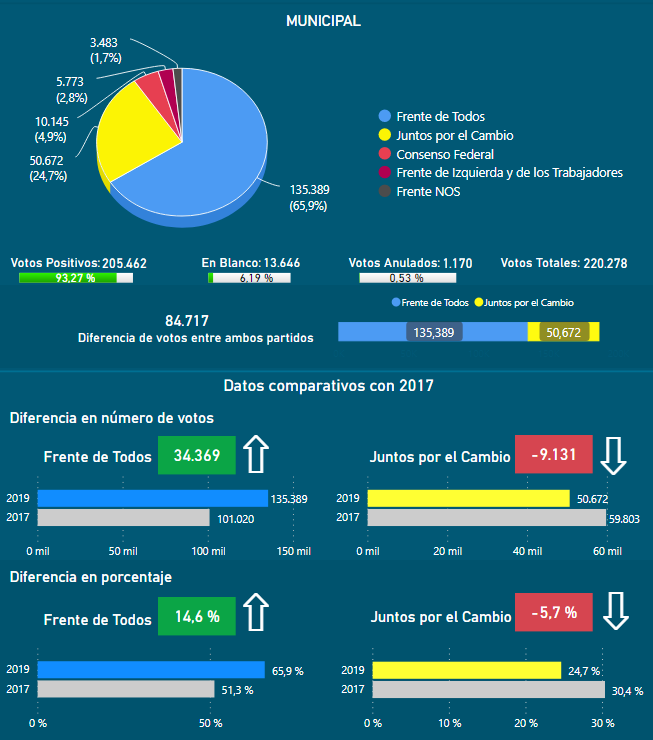 MUNICIPAL
3.483
(1,7%)
5.773
(2,8%)
10.145
(4,9%)
50.672
(24,7%)
135.389
(65,9%)
Frente de Todos
Juntos por el Cambio
Consenso Federal
Frente de Izquierda y de los Trabajadores
Frente NOS
Votos Positivos: 205.462
93,27 %
En Blanco: 13.646
6,19 %
Votos Anulados: 1.170
0,53 %
Votos Totales: 220.278
84.717
Diferencia de votos entre ambos partidos
Frente de Todos Juntos por el Cambio
135,389 50,672
Datos comparativos con 2017
Diferencia en número de votos
Frente de Todos 34.369
2019 135.389
2017 101.020
0 mil 50 mil 100 mil 150 mil
Juntos por el Cambio -9.131
2019 50.672
2017 59.803
0 mil 20 mil 40 mil 60 mil
Diferencia en porcentaje
Frente de Todos 14,6 %
2019 65,9 %
2017 51,3 %
0 % 50 %
Juntos por el Cambio -5,7 %
2019 24,7 %
2017 30,4 %
0 % 10 % 20 % 30 %